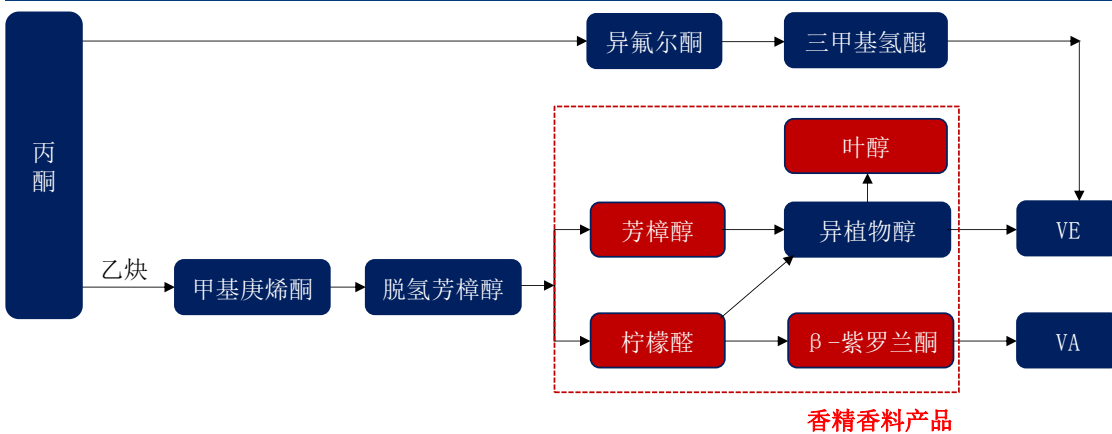 丙
酮
异氟尔酮
三甲基氢醌
叶醇
芳樟醇
异植物醇
VE
乙炔
甲基庚烯酮
脱氢芳樟醇
柠檬醛
β-紫罗兰酮
VA
香精香料产品